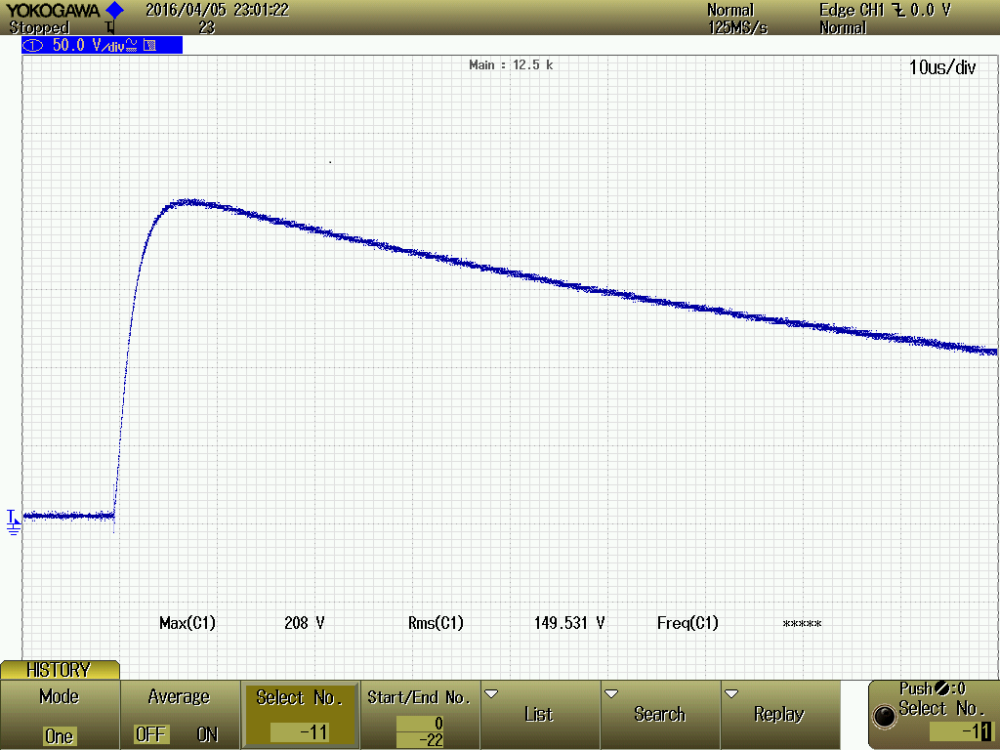 YOKOGAWA 2016/04/05 23:01:22 Normal Edge CH1 0.0 V
Stopped 23 125MS/s Normal
1 50.0 V/div
Main : 12.5 k
10us/div
T
Max(C1) 208 V Rms(C1) 149.531 V Freq(C1) *****
HISTORY
Mode Average Select No. Start/End No. List Search Replay Push :0
One OFF ON -11 0 Select No.
-22 -11